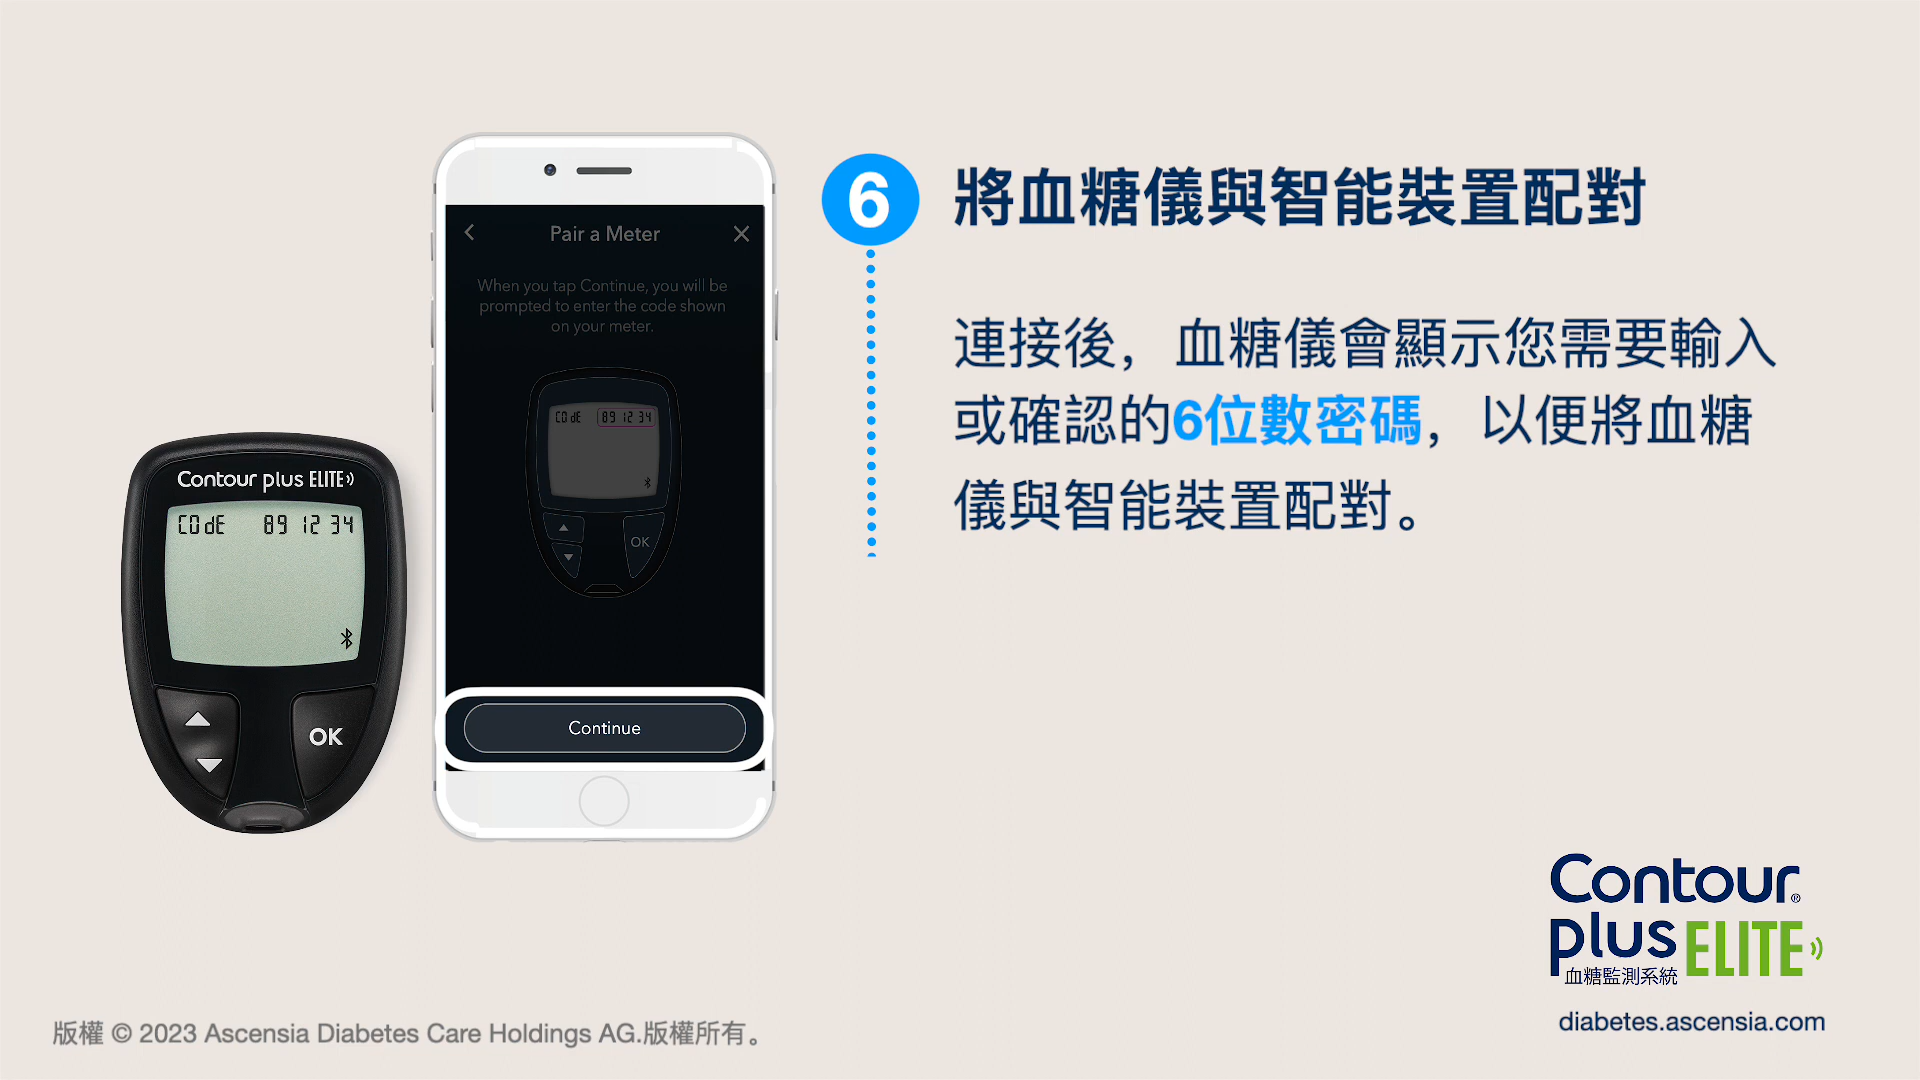 Contour plus ELITE
COdE 89 12 34
OK
Pair a Meter
When you tap Continue, you will be
prompted to enter the code shown
on your meter.
COdE 89 12 34
OK
Continue
6 將血糖儀與智能裝置配對
連接後，血糖儀會顯示您需要輸入
或確認的6位數密碼，以便將血糖
儀與智能裝置配對。
Contour®
plus ELITE
血糖監測系統
diabetes.ascensia.com
版權 © 2023 Ascensia Diabetes Care Holdings AG.版權所有。